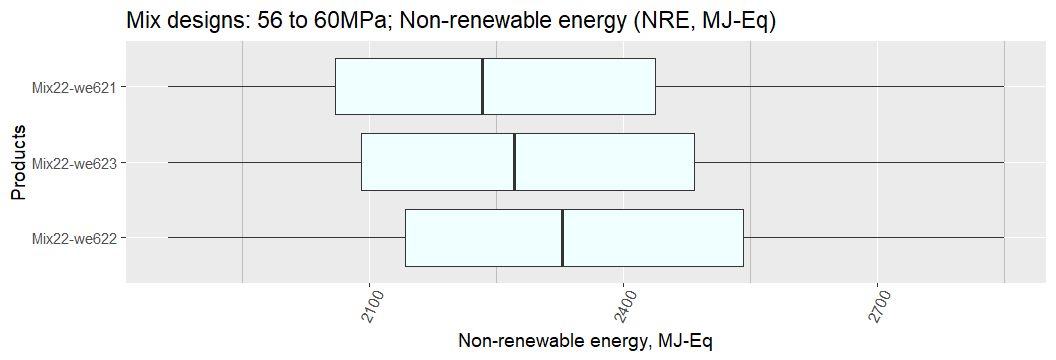 Mix designs: 56 to 60MPa; Non-renewable energy (NRE, MJ-Eq)
Products
Mix22-we621
Mix22-we623
Mix22-we622
2100
2400
2700
Non-renewable energy, MJ-Eq